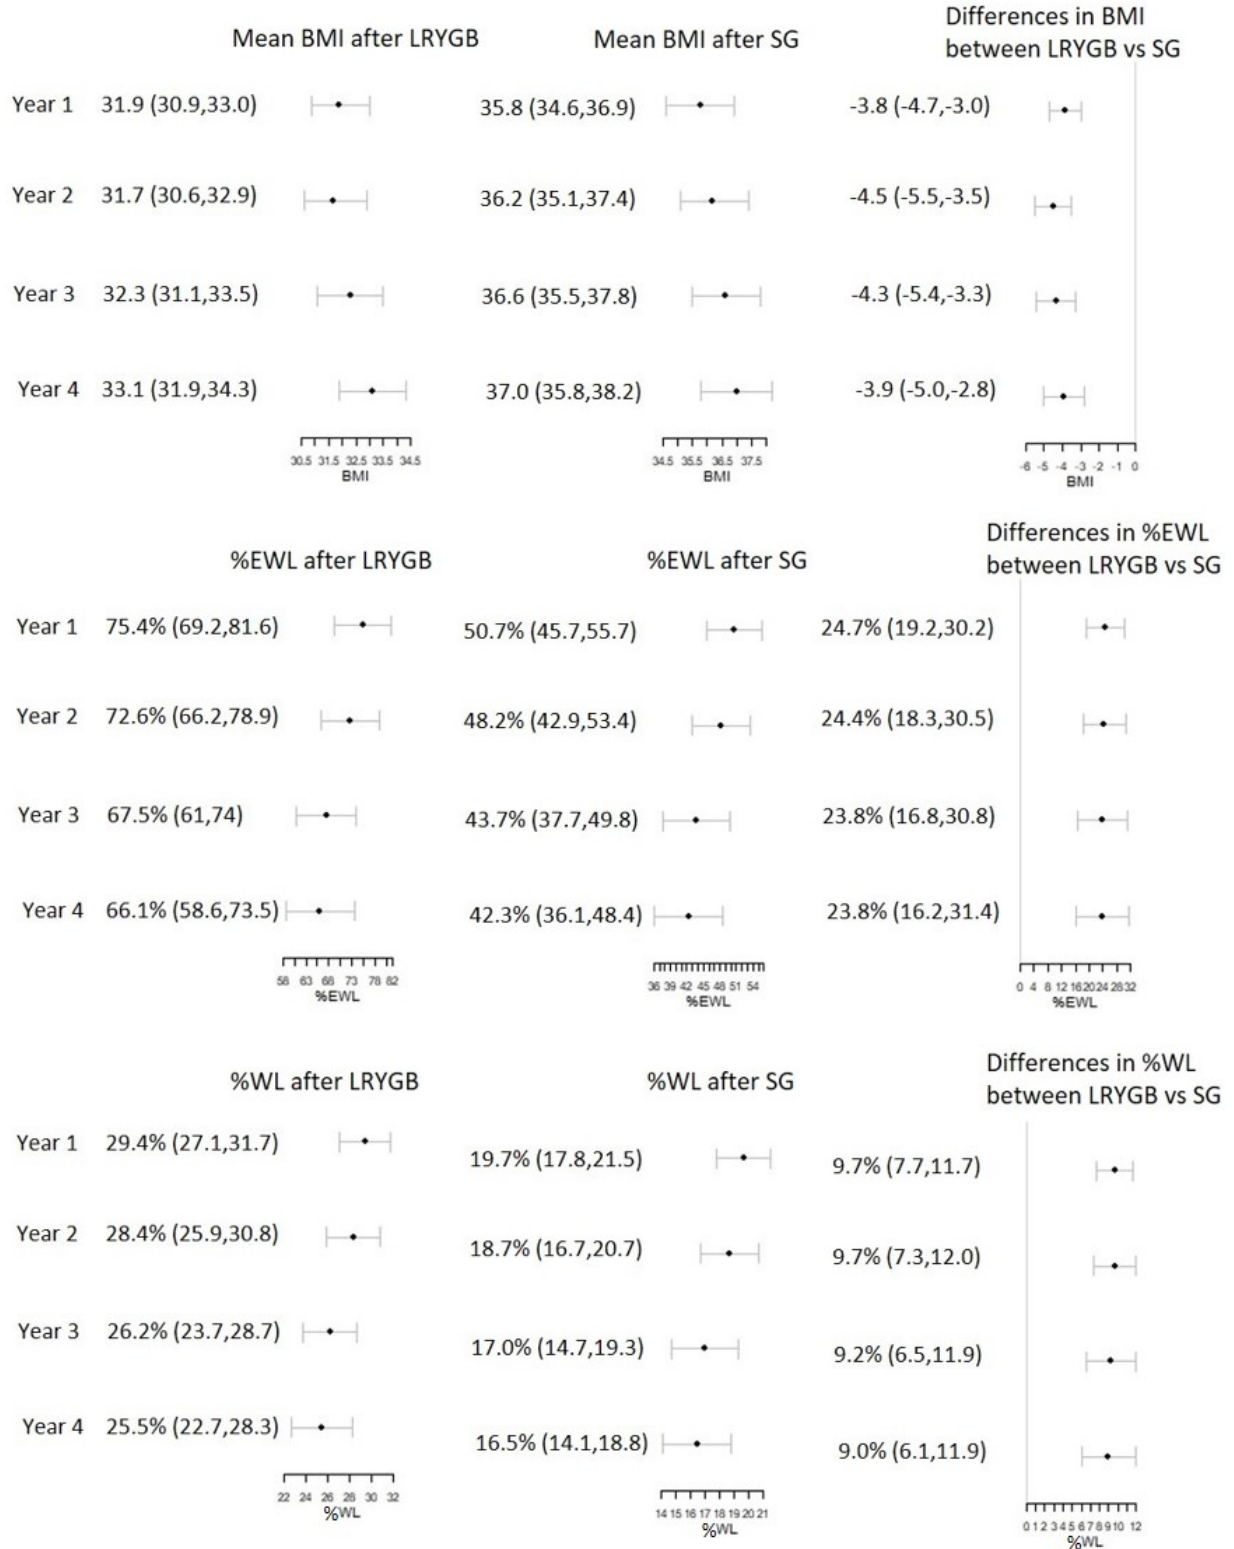 Mean BMI after LRYGB
Mean BMI after SG
Differences in BMI
between LRYGB vs SG
Year 1 31.9 (30.9,33.0) 35.8 (34.6,36.9) -3.8 (-4.7,-3.0)
Year 2 31.7 (30.6,32.9) 36.2 (35.1,37.4) -4.5 (-5.5,-3.5)
Year 3 32.3 (31.1,33.5) 36.6 (35.5,37.8) -4.3 (-5.4,-3.3)
Year 4 33.1 (31.9,34.3) 37.0 (35.8,38.2) -3.9 (-5.0,-2.8)
30.5 31.5 32.5 33.5 34.5
BMI
34.5 35.5 36.5 37.5
BMI
-6 -5 -4 -3 -2 -1 0
BMI
%EWL after LRYGB
%EWL after SG
Differences in %EWL
between LRYGB vs SG
Year 1 75.4% (69.2,81.6) 50.7% (45.7,55.7) 24.7% (19.2,30.2)
Year 2 72.6% (66.2,78.9) 48.2% (42.9,53.4) 24.4% (18.3,30.5)
Year 3 67.5% (61,74) 43.7% (37.7,49.8) 23.8% (16.8,30.8)
Year 4 66.1% (58.6,73.5) 42.3% (36.1,48.4) 23.8% (16.2,31.4)
58 63 68 73 78 82
%EWL
36 39 42 45 48 51 54
%EWL
0 4 8 12 16 20 24 28 32
%EWL
%WL after LRYGB
%WL after SG
Differences in %WL
between LRYGB vs SG
Year 1 29.4% (27.1,31.7) 19.7% (17.8,21.5) 9.7% (7.7,11.7)
Year 2 28.4% (25.9,30.8) 18.7% (16.7,20.7) 9.7% (7.3,12.0)
Year 3 26.2% (23.7,28.7) 17.0% (14.7,19.3) 9.2% (6.5,11.9)
Year 4 25.5% (22.7,28.3) 16.5% (14.1,18.8) 9.0% (6.1,11.9)
22 24 26 28 30 32
%WL
14 15 16 17 18 19 20 21
%WL
0 1 2 3 4 5 6 7 8 9 10 12
%WL